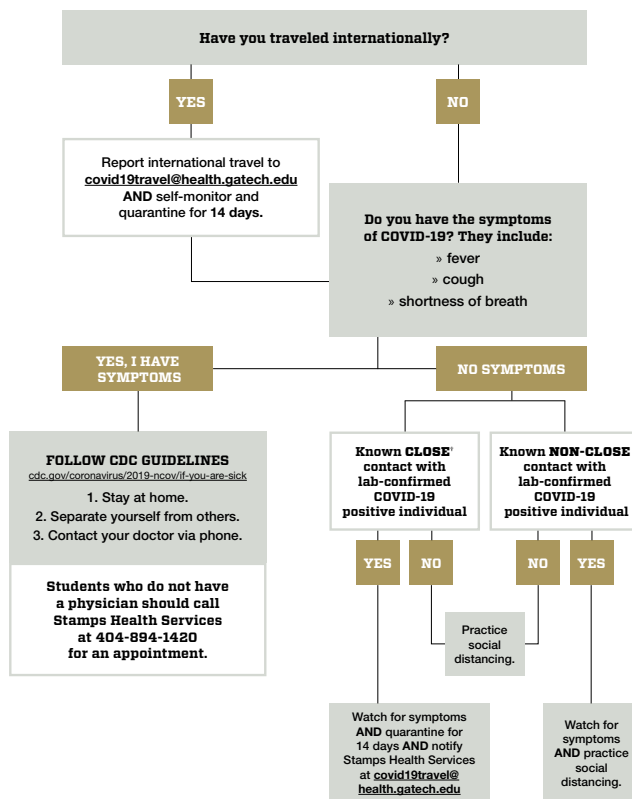 Have you traveled internationally?
YES
NO
Report international travel to
covid19travel@health.gatech.edu
AND self-monitor and
quarantine for 14 days.
Do you have the symptoms
of COVID-19? They include:
» fever
» cough
» shortness of breath
YES, I HAVE
SYMPTOMS
NO SYMPTOMS
FOLLOW CDC GUIDELINES
cdc.gov/coronavirus/2019-ncov/if-you-are-sick
1. Stay at home.
2. Separate yourself from others.
3. Contact your doctor via phone.
Students who do not have
a physician should call
Stamps Health Services
at 404-894-1420
for an appointment.
Known CLOSE†
contact with
lab-confirmed
COVID-19
positive individual
Known NON-CLOSE
contact with
lab-confirmed
COVID-19
positive individual
YES
NO
NO
YES
Practice
social
distancing.
Watch for symptoms
AND quarantine for
14 days AND notify
Stamps Health Services
at covid19travel@
health.gatech.edu
Watch for
symptoms
AND practice
social
distancing.